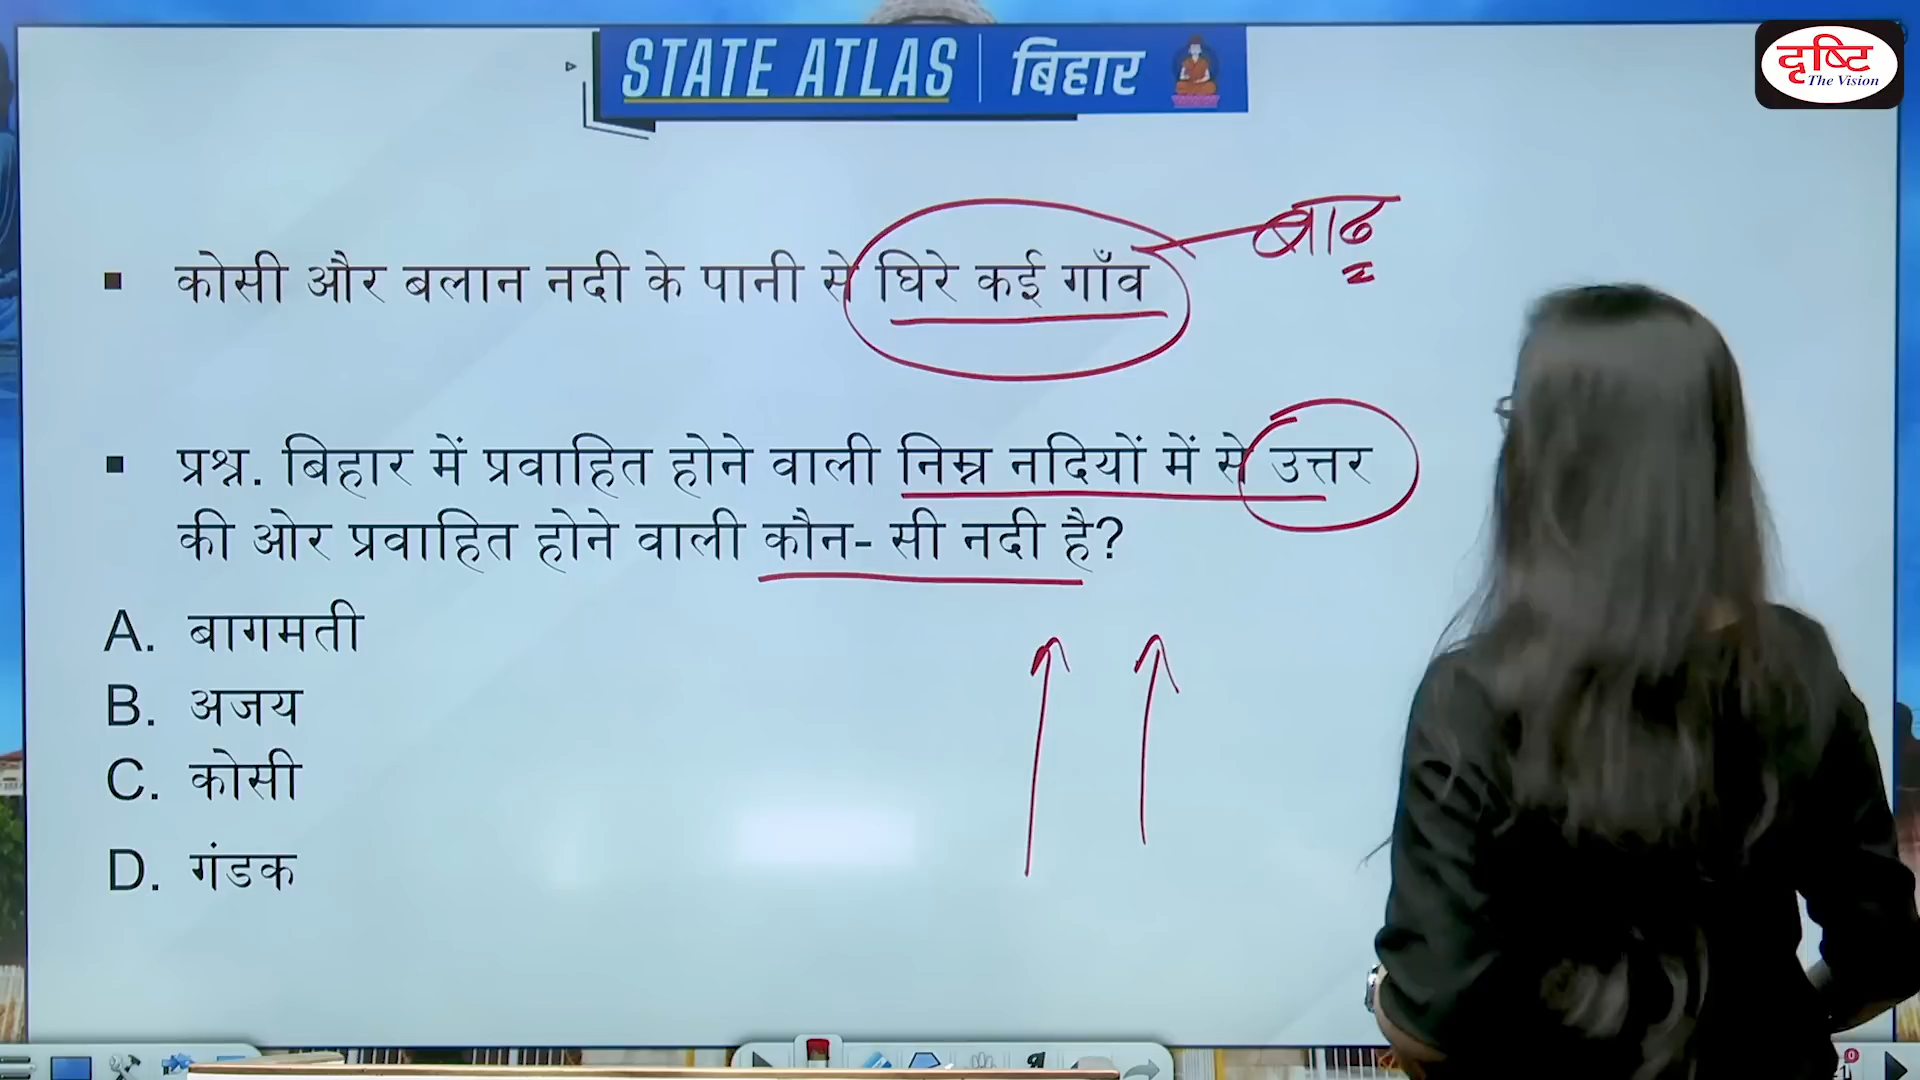 STATE ATLAS | बिहार
दृष्टि
The Vision
बाढ़
▪ कोसी और बलान नदी के पानी से घिरे कई गाँव
▪ प्रश्न. बिहार में प्रवाहित होने वाली निम्न नदियों में से उत्तर
की ओर प्रवाहित होने वाली कौन- सी नदी है?
A. बागमती
B. अजय
C. कोसी
D. गंडक